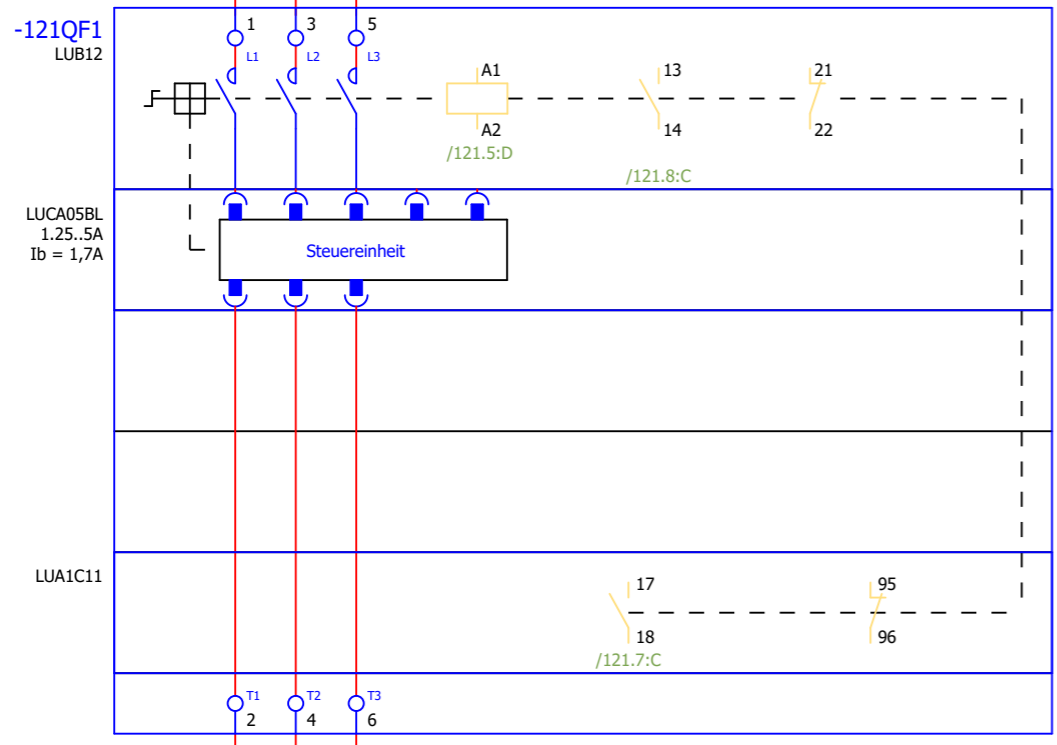 -121QF1
LUB12
1
3
5
L1
L2
L3
A1
13
21
A2
14
22
/121.5:D
/121.8:C
LUCA05BL
1.25..5A
Ib = 1,7A
Steuereinheit
LUA1C11
17
95
18
96
/121.7:C
T1
T2
T3
2
4
6